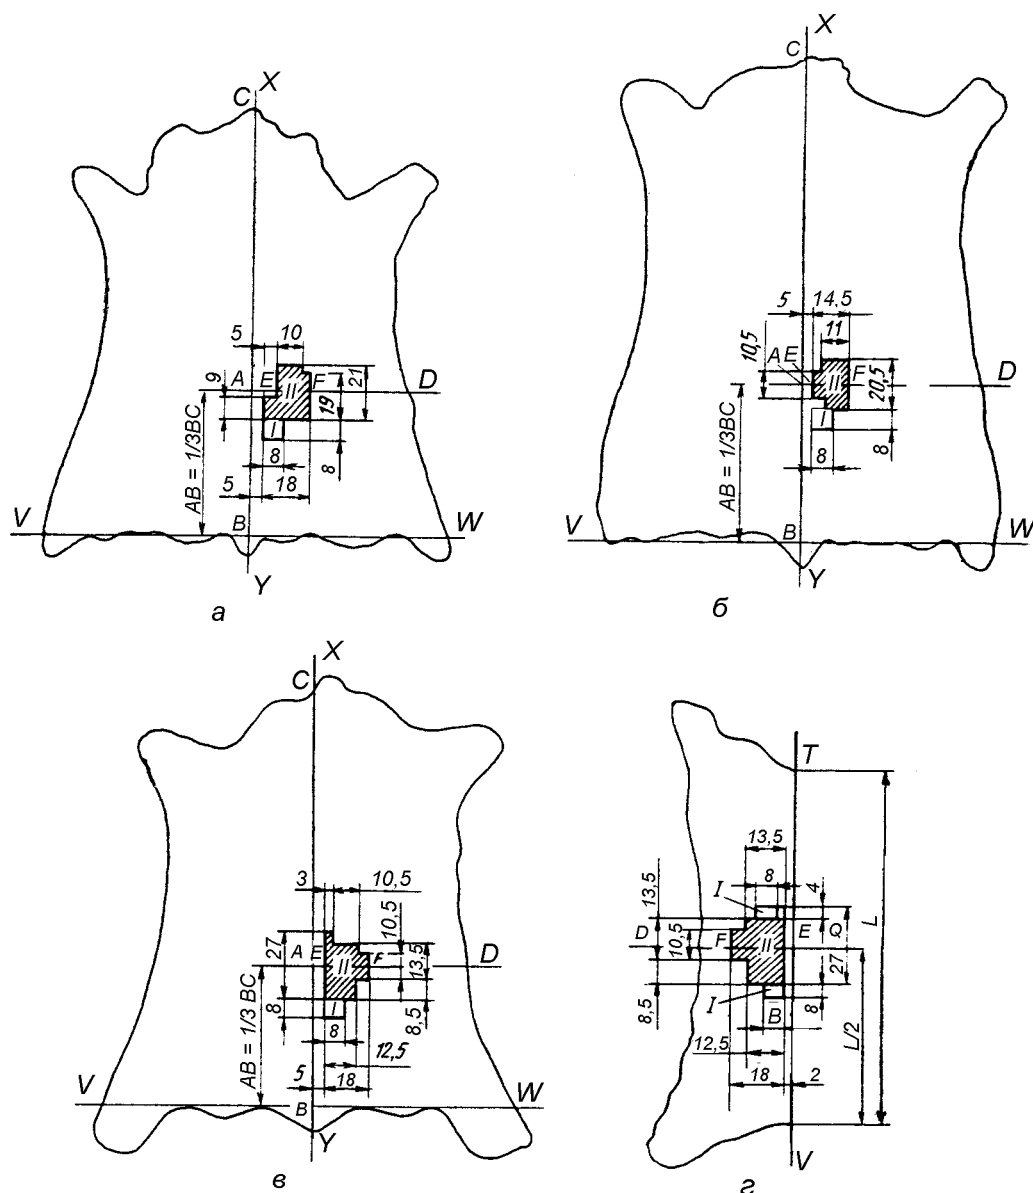 X
C
5 10
A E II F D
9 19 21
I
8 8
5 18
AB = 1/3BC
V B W
Y
а
X
C
5 14,5
11
10,5 A E II F D
20,5
I
8 8
AB = 1/3BC
V B W
Y
б
X
C
3 10,5
10,5
27 A E II F D
13,5
8 I 8,5
8
12,5
5 18
AB = 1/3 BC
V B W
Y
в
T
13,5
8 4
13,5 I
D F II E Q
10,5 27 L
8,5 I B 8
L/2
12,5
18 2
V
г